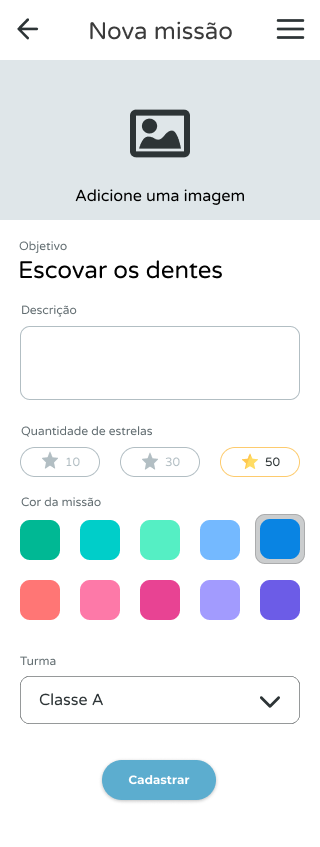 Nova missão
Adicione uma imagem
Objetivo
Escovar os dentes
Descrição
Quantidade de estrelas
10 30 50
Cor da missão
Turma
Classe A
Cadastrar